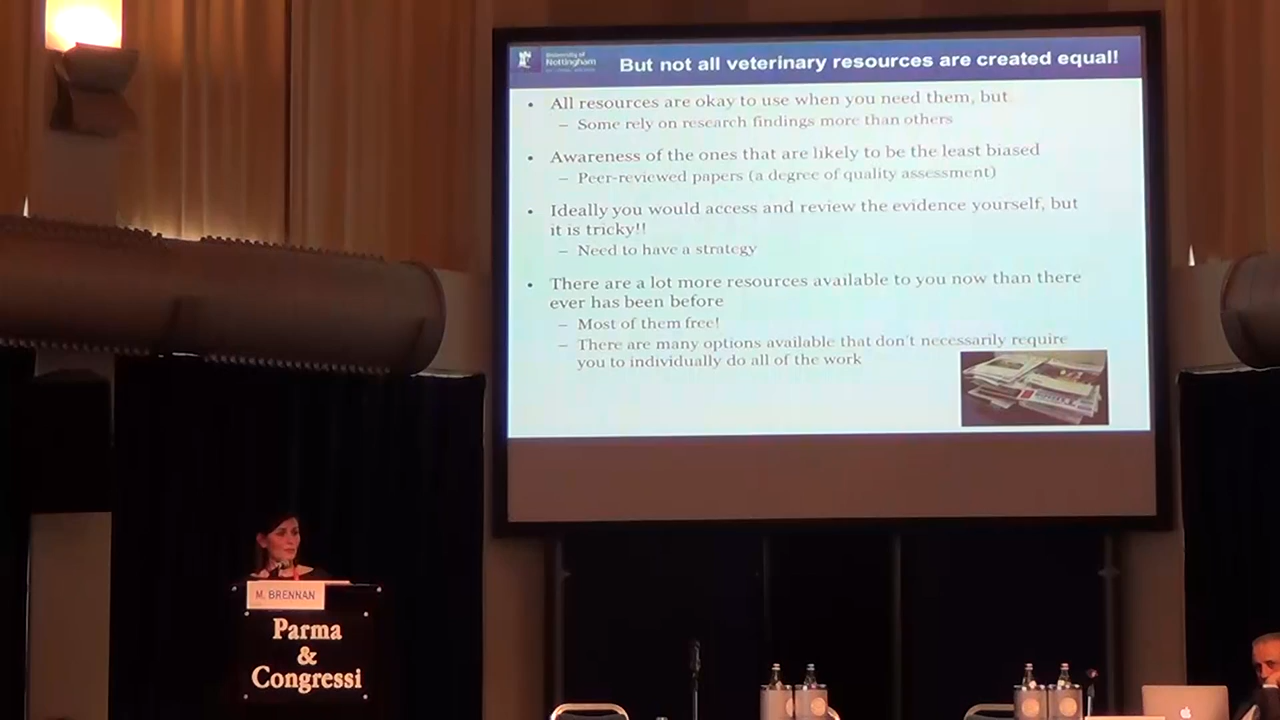 University of
Nottingham
But not all veterinary resources are created equal!
• All resources are okay to use when you need them, but
– Some rely on research findings more than others
• Awareness of the ones that are likely to be the least biased
– Peer-reviewed papers (a degree of quality assessment)
• Ideally you would access and review the evidence yourself, but
it is tricky!!
– Need to have a strategy
• There are a lot more resources available to you now than there
ever has been before
– Most of them free!
– There are many options available that don't necessarily require
you to individually do all of the work
M. BRENNAN
Parma
&
Congressi